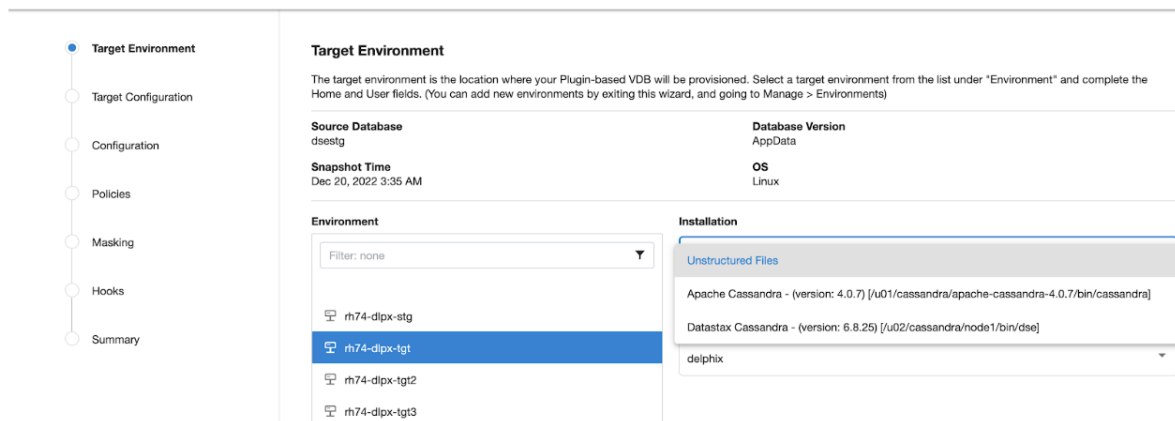 Target Environment
Target Configuration
Configuration
Policies
Masking
Hooks
Summary
Target Environment
The target environment is the location where your Plugin-based VDB will be provisioned. Select a target environment from the list under "Environment" and complete the
Home and User fields. (You can add new environments by exiting this wizard, and going to Manage > Environments)
Source Database
dsestg
Database Version
AppData
Snapshot Time
Dec 20, 2022 3:35 AM
OS
Linux
Environment
Filter: none
rh74-dlpx-stg
rh74-dlpx-tgt
rh74-dlpx-tgt2
rh74-dlpx-tgt3
Installation
Unstructured Files
Apache Cassandra - (version: 4.0.7) [/u01/cassandra/apache-cassandra-4.0.7/bin/cassandra]
Datastax Cassandra - (version: 6.8.25) [/u02/cassandra/node1/bin/dse]
delphix